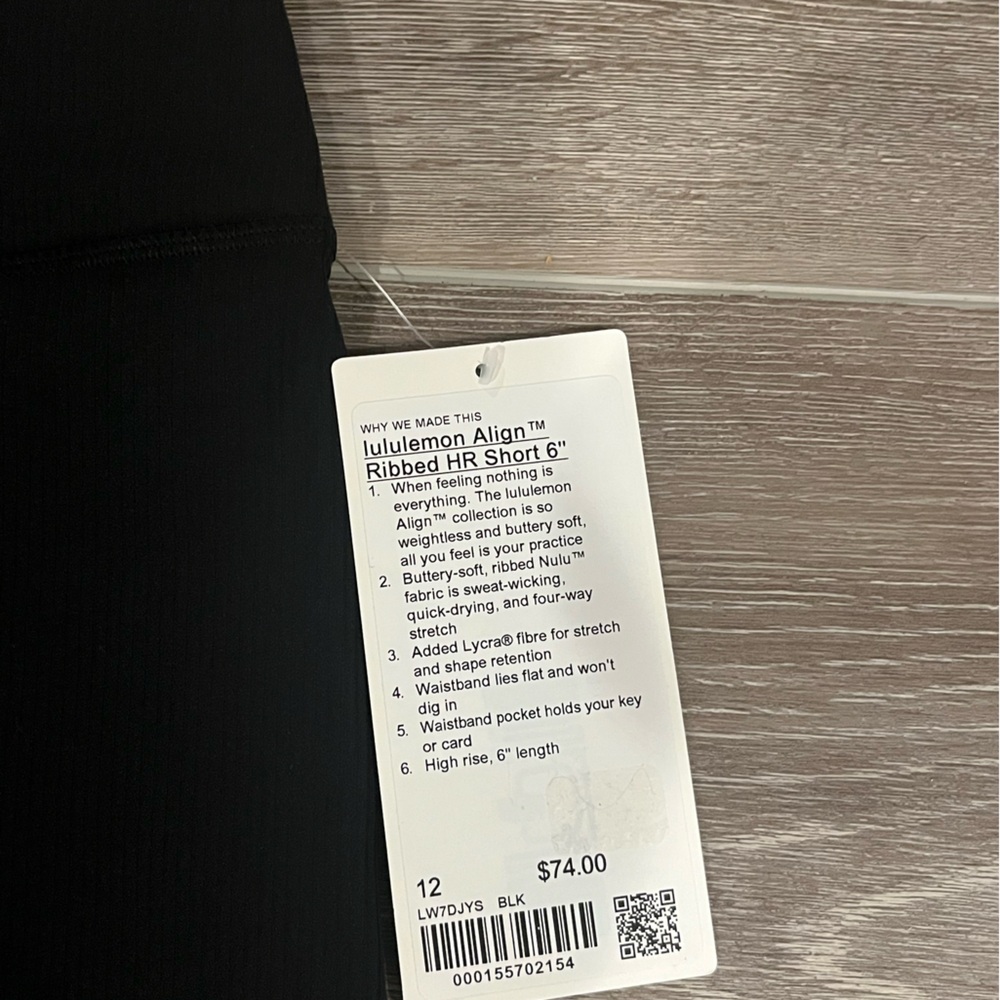 WHY WE MADE THIS
lululemon Align™
Ribbed HR Short 6"
1. When feeling nothing is
everything. The lululemon
Align™ collection is so
weightless and buttery soft,
all you feel is your practice
2. Buttery-soft, ribbed Nulu™
fabric is sweat-wicking,
quick-drying, and four-way
stretch
3. Added Lycra® fibre for stretch
and shape retention
4. Waistband lies flat and won't
dig in
5. Waistband pocket holds your key
or card
6. High rise, 6" length
12 $74.00
LW7DJYS BLK
000155702154